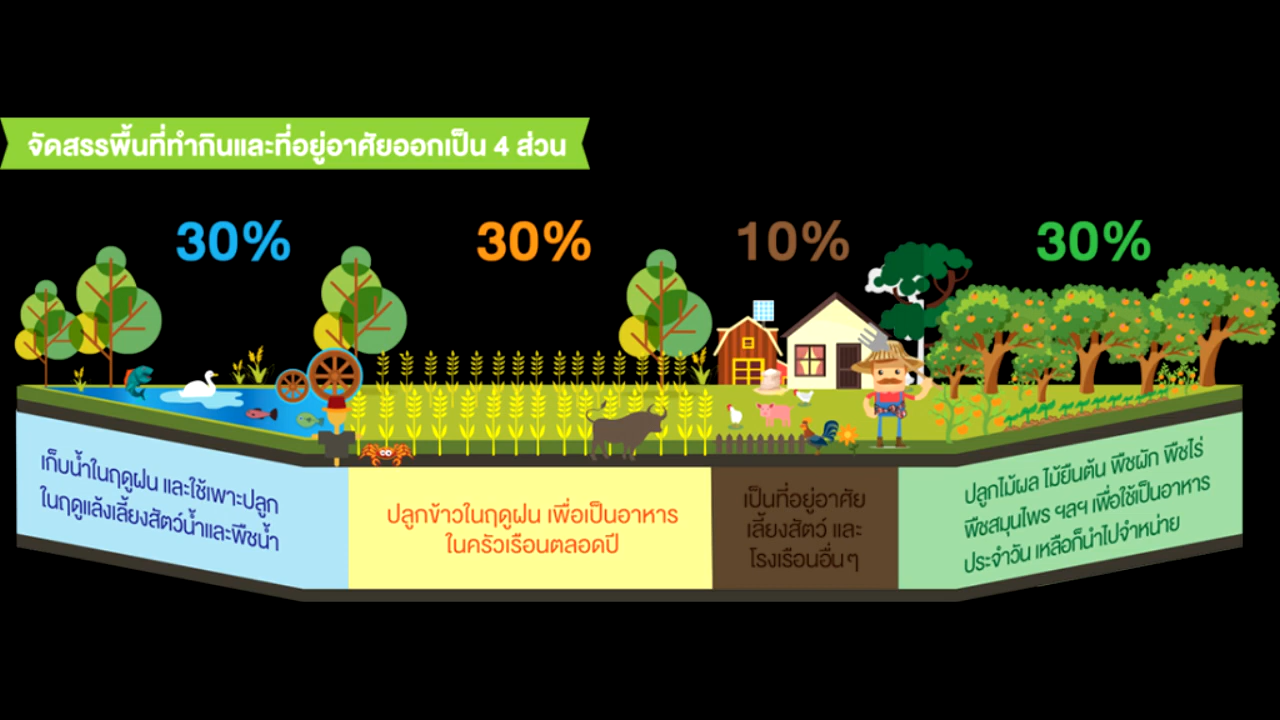 จัดสรรพื้นที่ทำกินและที่อยู่อาศัยออกเป็น 4 ส่วน
30%
30%
10%
30%
เก็บน้ำในฤดูฝน และใช้เพาะปลูก
ในฤดูแล้งเลี้ยงสัตว์น้ำและพืชน้ำ
ปลูกข้าวในฤดูฝน เพื่อเป็นอาหาร
ในครัวเรือนตลอดปี
เป็นที่อยู่อาศัย
เลี้ยงสัตว์ และ
โรงเรือนอื่นๆ
ปลูกไม้ผล ไม้ยืนต้น พืชผัก พืชไร่
พืชสมุนไพร ฯลฯ เพื่อใช้เป็นอาหาร
ประจำวัน เหลือก็นำไปจำหน่าย